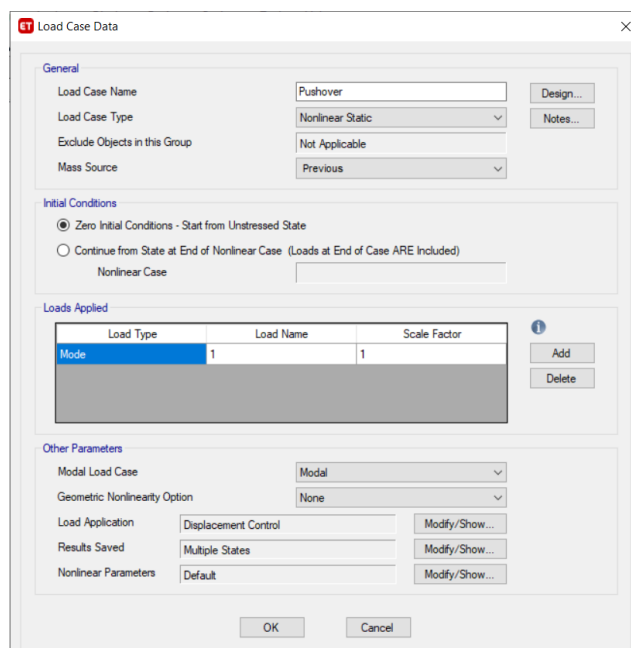 ET Load Case Data
General
Load Case Name Pushover Design...
Load Case Type Nonlinear Static Notes...
Exclude Objects in this Group Not Applicable
Mass Source Previous
Initial Conditions
Zero Initial Conditions - Start from Unstressed State
Continue from State at End of Nonlinear Case (Loads at End of Case ARE Included)
Nonlinear Case
Loads Applied
Load Type Load Name Scale Factor
Mode 1 1
Add
Delete
Other Parameters
Modal Load Case Modal
Geometric Nonlinearity Option None
Load Application Displacement Control Modify/Show...
Results Saved Multiple States Modify/Show...
Nonlinear Parameters Default Modify/Show...
OK Cancel